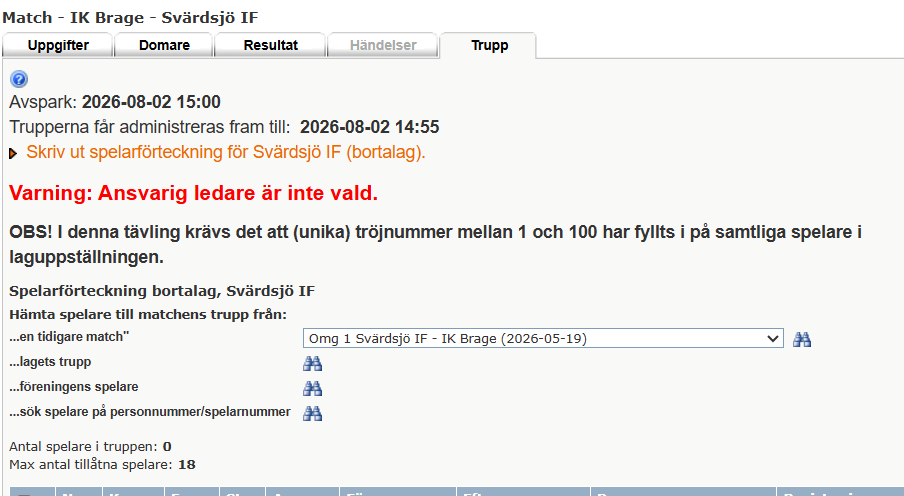 Match - IK Brage - Svärdsjö IF
Uppgifter Domare Resultat Händelser Trupp
Avspark: 2026-08-02 15:00
Trupperna får administreras fram till: 2026-08-02 14:55
Skriv ut spelarförteckning för Svärdsjö IF (bortalag).
Varning: Ansvarig ledare är inte vald.
OBS! I denna tävling krävs det att (unika) tröjnummer mellan 1 och 100 har fyllts i på samtliga spelare i
laguppställningen.
Spelarförteckning bortalag, Svärdsjö IF
Hämta spelare till matchens trupp från:
...en tidigare match" Omg 1 Svärdsjö IF - IK Brage (2026-05-19)
...lagets trupp
...föreningens spelare
...sök spelare på personnummer/spelarnummer
Antal spelare i truppen: 0
Max antal tillåtna spelare: 18